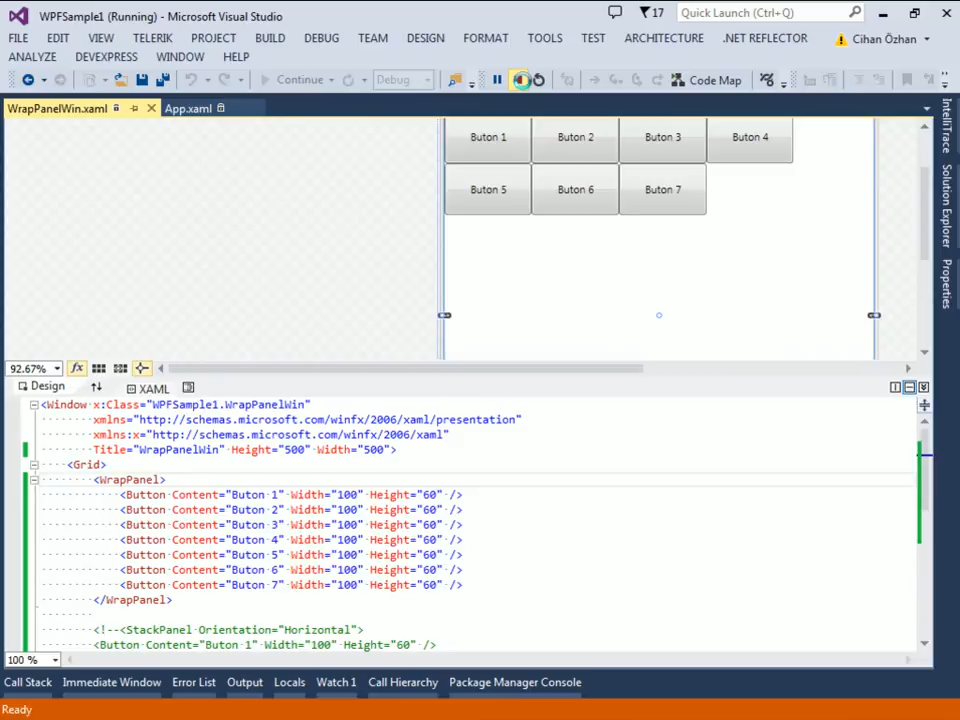 WPFSample1 (Running) - Microsoft Visual Studio
17
Quick Launch (Ctrl+Q)
FILE EDIT VIEW TELERIK PROJECT BUILD DEBUG TEAM DESIGN FORMAT TOOLS TEST ARCHITECTURE .NET REFLECTOR Cihan Özhan
ANALYZE DEVEXPRESS WINDOW HELP
Continue Debug Code Map
WrapPanelWin.xaml App.xaml
IntelliTrace
Solution Explorer
Properties
Buton 1 Buton 2 Buton 3 Buton 4
Buton 5 Buton 6 Buton 7
92.67% fx
Design XAML
<Window x:Class="WPFSample1.WrapPanelWin"
xmlns="http://schemas.microsoft.com/winfx/2006/xaml/presentation"
xmlns:x="http://schemas.microsoft.com/winfx/2006/xaml"
Title="WrapPanelWin" Height="500" Width="500">
<Grid>
<WrapPanel>
<Button Content="Buton 1" Width="100" Height="60" />
<Button Content="Buton 2" Width="100" Height="60" />
<Button Content="Buton 3" Width="100" Height="60" />
<Button Content="Buton 4" Width="100" Height="60" />
<Button Content="Buton 5" Width="100" Height="60" />
<Button Content="Buton 6" Width="100" Height="60" />
<Button Content="Buton 7" Width="100" Height="60" />
</WrapPanel>
<!--<StackPanel Orientation="Horizontal">
<Button Content="Buton 1" Width="100" Height="60" />
100 %
Call Stack Immediate Window Error List Output Locals Watch 1 Call Hierarchy Package Manager Console
Ready